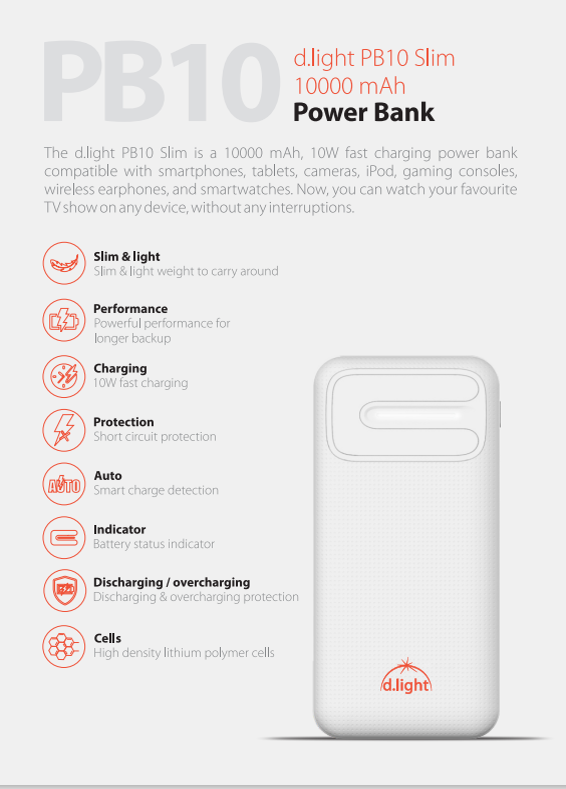 PB10
d.light PB10 Slim
10000 mAh
Power Bank
The d.light PB10 Slim is a 10000 mAh, 10W fast charging power bank
compatible with smartphones, tablets, cameras, iPod, gaming consoles,
wireless earphones, and smartwatches. Now, you can watch your favourite
TV show on any device, without any interruptions.
Slim & light
Slim & light weight to carry around
Performance
Powerful performance for
longer backup
Charging
10W fast charging
Protection
Short circuit protection
AUTO
Auto
Smart charge detection
Indicator
Battery status indicator
Discharging / overcharging
Discharging & overcharging protection
Cells
High density lithium polymer cells
d.light